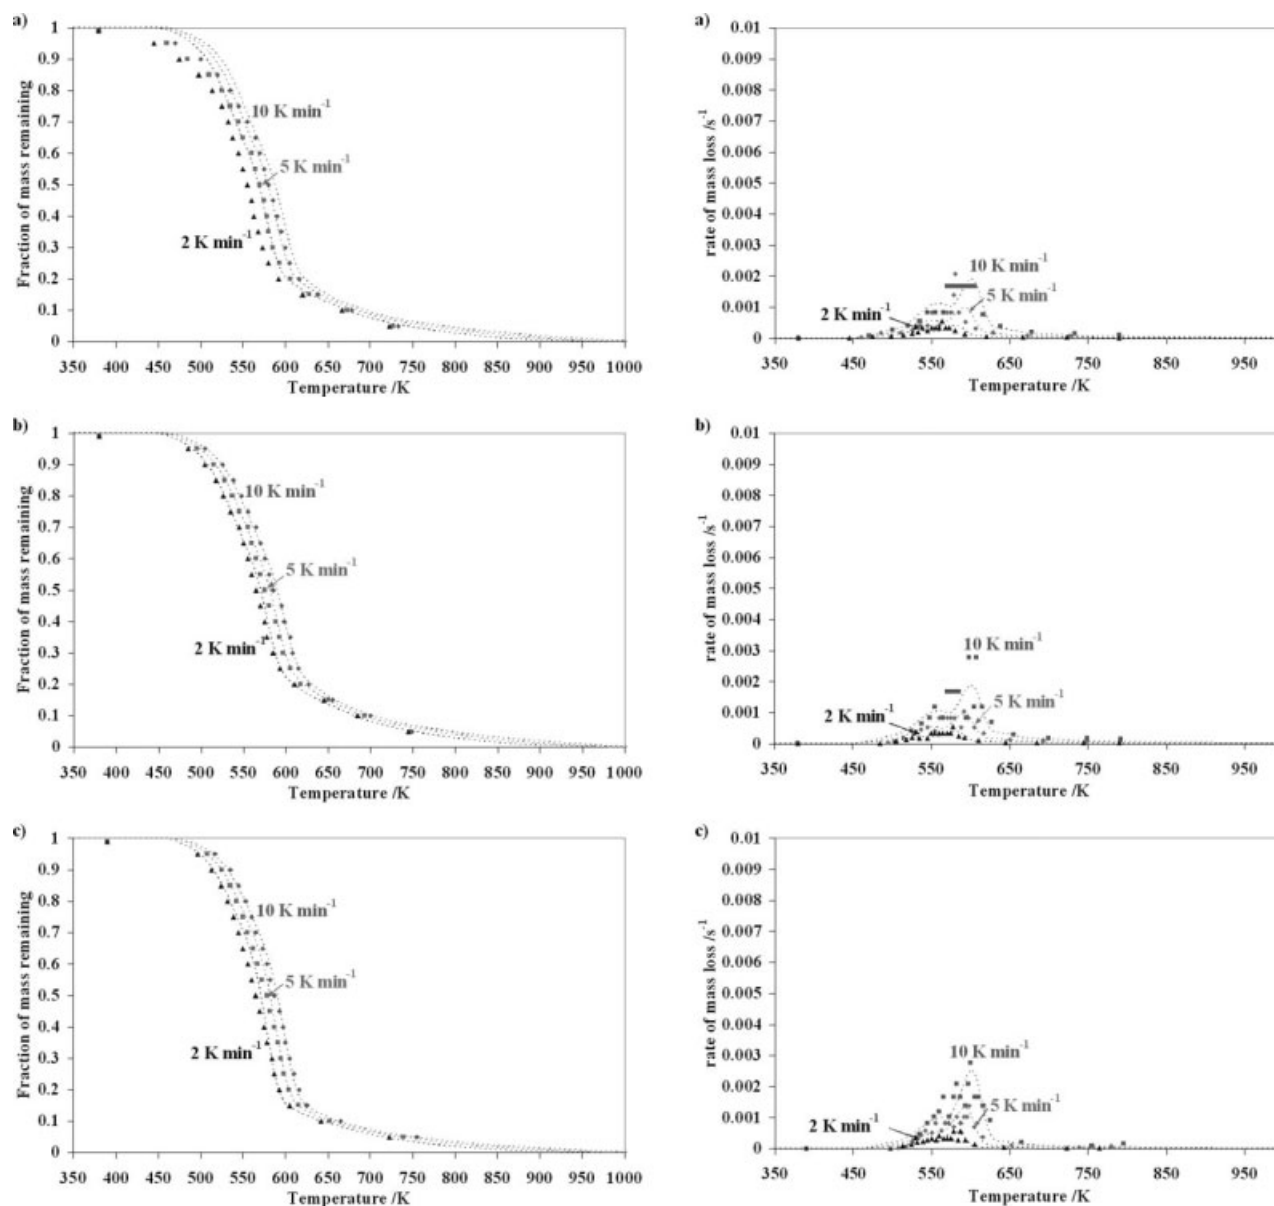 a)
Fraction of mass remaining
1
0.9
0.8
0.7
0.6
0.5
0.4
0.3
0.2
0.1
0
10 K min-1
5 K min-1
2 K min-1
350 400 450 500 550 600 650 700 750 800 850 900 950 1000
Temperature /K
a)
rate of mass loss /s-1
0.01
0.009
0.008
0.007
0.006
0.005
0.004
0.003
0.002
0.001
0
10 K min-1
5 K min-1
2 K min-1
350 450 550 650 750 850 950
Temperature /K
b)
Fraction of mass remaining
1
0.9
0.8
0.7
0.6
0.5
0.4
0.3
0.2
0.1
0
10 K min-1
5 K min-1
2 K min-1
350 400 450 500 550 600 650 700 750 800 850 900 950 1000
Temperature /K
b)
rate of mass loss /s-1
0.01
0.009
0.008
0.007
0.006
0.005
0.004
0.003
0.002
0.001
0
10 K min-1
5 K min-1
2 K min-1
350 450 550 650 750 850 950
Temperature /K
c)
Fraction of mass remaining
1
0.9
0.8
0.7
0.6
0.5
0.4
0.3
0.2
0.1
0
10 K min-1
5 K min-1
2 K min-1
350 400 450 500 550 600 650 700 750 800 850 900 950 1000
Temperature /K
c)
rate of mass loss /s-1
0.01
0.009
0.008
0.007
0.006
0.005
0.004
0.003
0.002
0.001
0
10 K min-1
5 K min-1
2 K min-1
350 450 550 650 750 850 950
Temperature /K